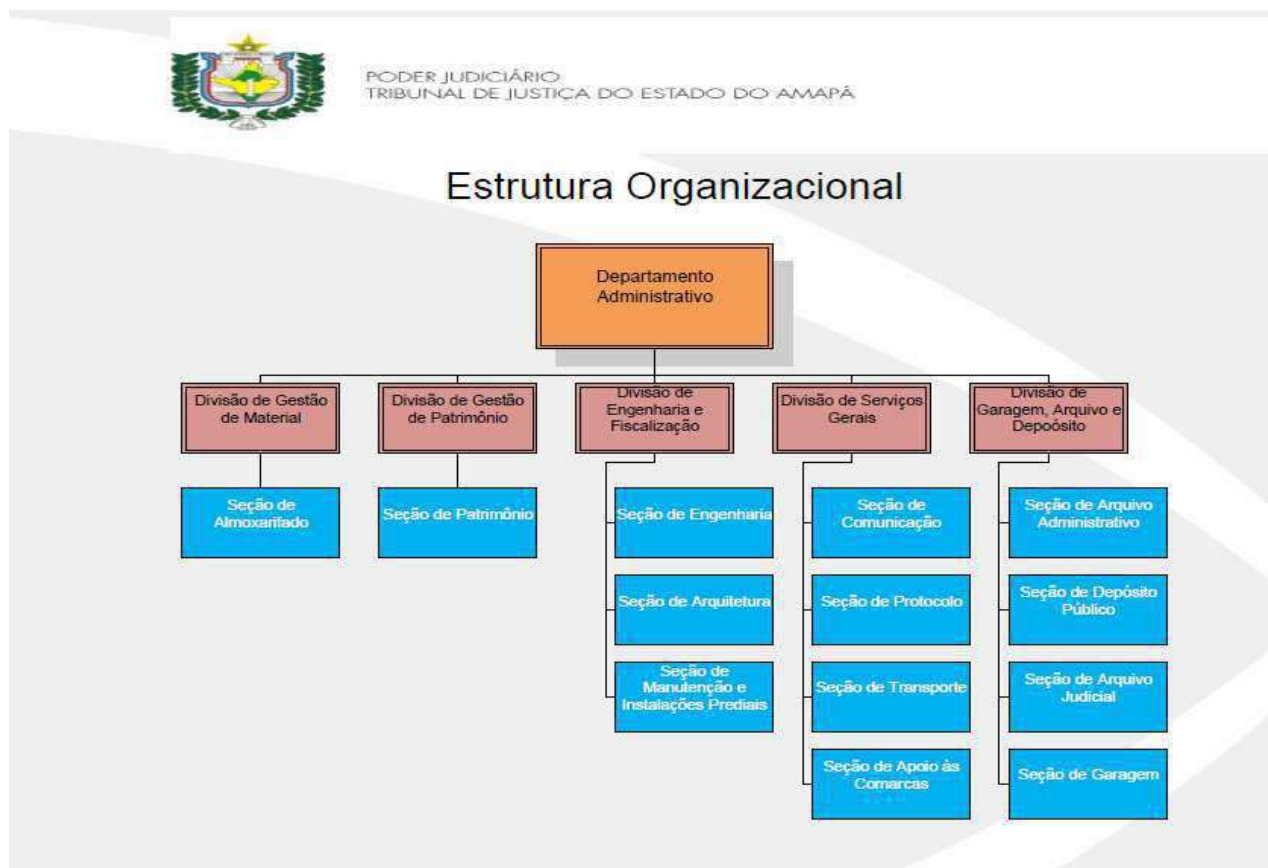 PODER JUDICIÁRIO
TRIBUNAL DE JUSTIÇA DO ESTADO DO AMAPÁ
Estrutura Organizacional
Departamento
Administrativo
Divisão de Gestão
de Material
Divisão de Gestão
de Patrimônio
Divisão de
Engenharia e
Fiscalização
Divisão de Serviços
Gerais
Divisão de
Garagem, Arquivo e
Depoósito
Seção de
Almoxarifado
Seção de Patrimônio
Seção de Engenharia
Seção de
Comunicação
Seção de Arquivo
Administrativo
Seção de Arquitetura
Seção de Protocolo
Seção de Depósito
Público
Seção de
Manutenção e
Instalações Prediais
Seção de Transporte
Seção de Arquivo
Judicial
Seção de Apoio às
Comarcas
Seção de Garagem